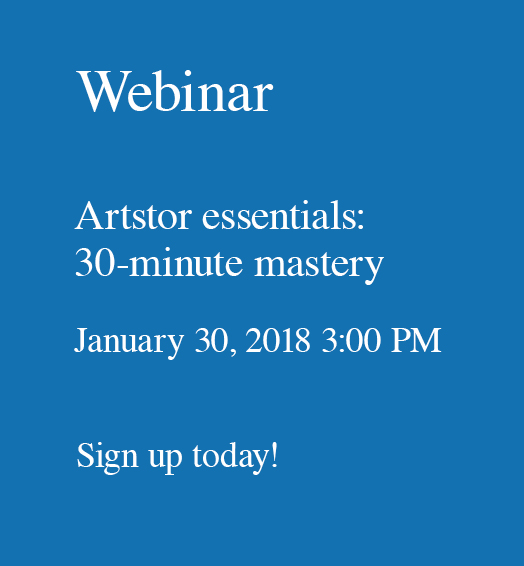 Webinar
Artstor essentials:
30-minute mastery
January 30, 2018 3:00 PM
Sign up today!